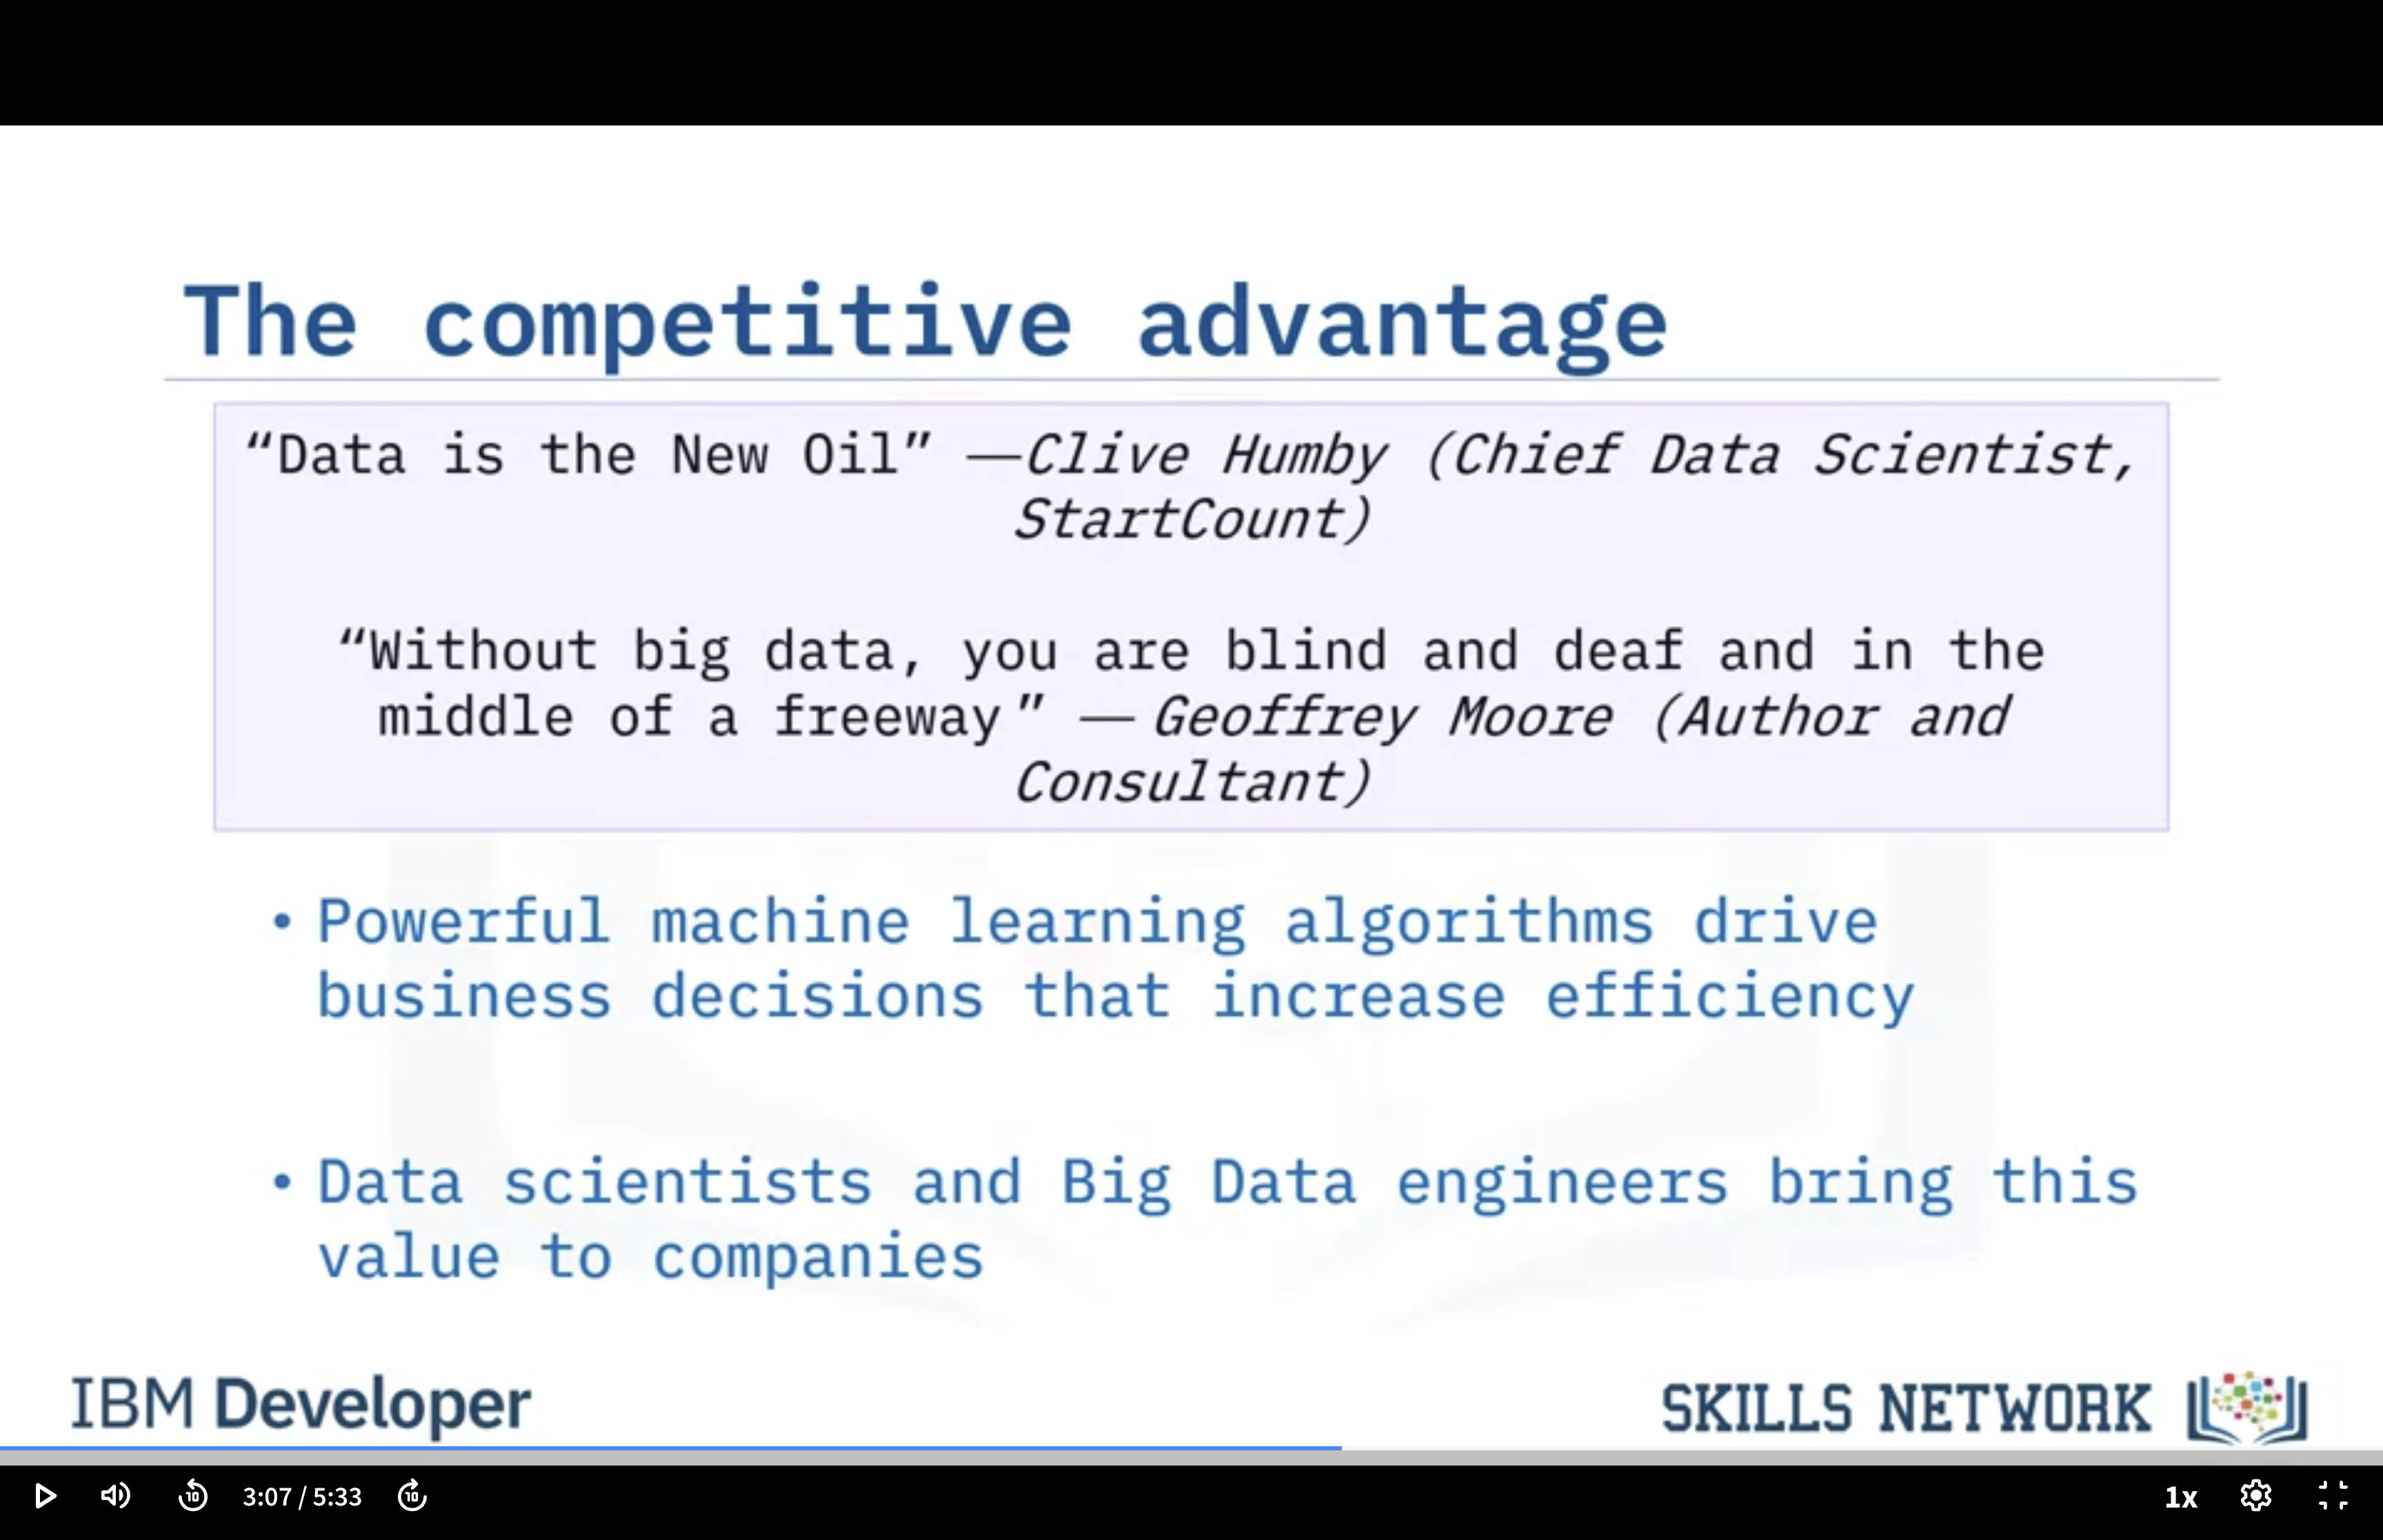 The competitive advantage
“Data is the New Oil” —Clive Humby (Chief Data Scientist,
StartCount)
“Without big data, you are blind and deaf and in the
middle of a freeway” — Geoffrey Moore (Author and
Consultant)
• Powerful machine learning algorithms drive
business decisions that increase efficiency
• Data scientists and Big Data engineers bring this
value to companies
IBM Developer
SKILLS NETWORK
10
3:07 / 5:33
10
1x